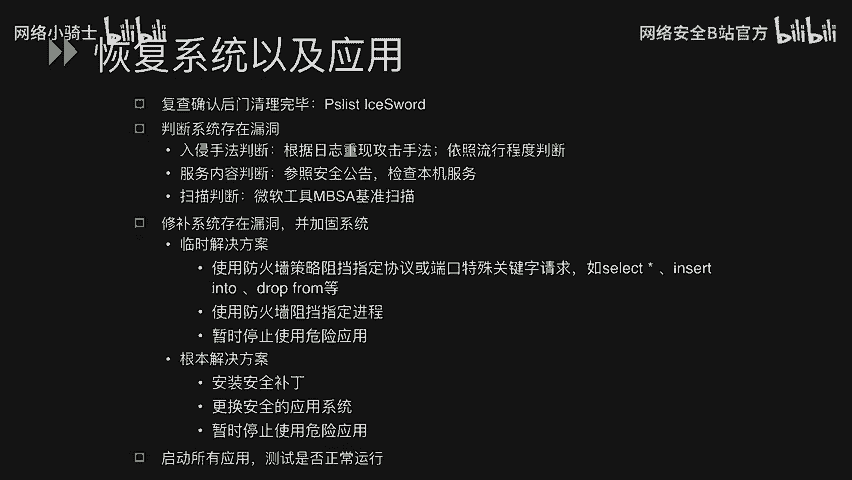 网络小骑士 bilibili
网络安全B站官方 bilibili
恢复系统以及应用
复查确认后门清理完毕：Pslist IceSword
判断系统存在漏洞
• 入侵手法判断：根据日志重现攻击手法；依照流行程度判断
• 服务内容判断：参照安全公告，检查本机服务
• 扫描判断：微软工具MBSA基准扫描
修补系统存在漏洞，并加固系统
• 临时解决方案
• 使用防火墙策略阻挡指定协议或端口特殊关键字请求，如select * 、insert
into 、drop from等
• 使用防火墙阻挡指定进程
• 暂时停止使用危险应用
• 根本解决方案
• 安装安全补丁
• 更换安全的应用系统
• 暂时停止使用危险应用
启动所有应用，测试是否正常运行